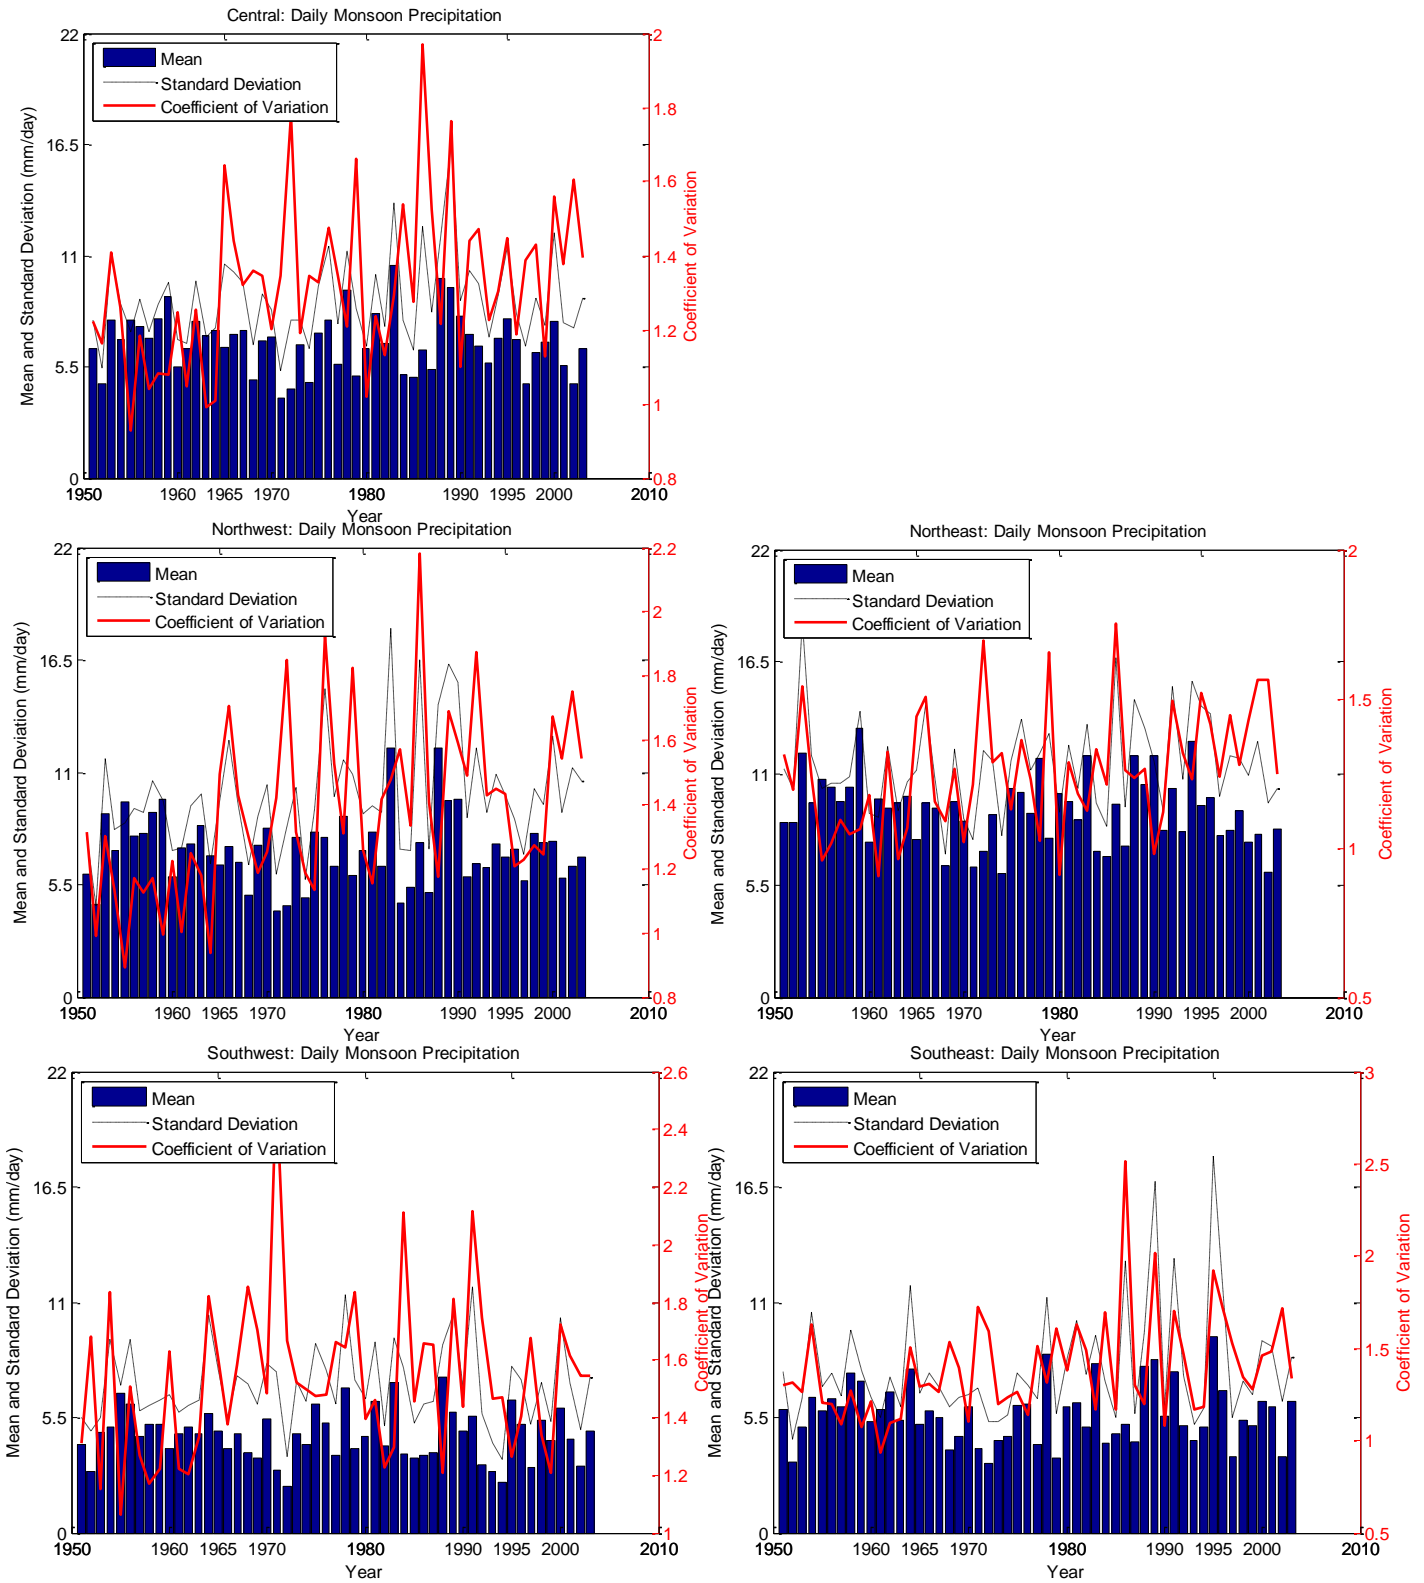 Central: Daily Monsoon Precipitation
Mean
Standard Deviation
Coefficient of Variation
Mean and Standard Deviation (mm/day)
22
16.5
11
5.5
0
2
1.8
1.6
1.4
1.2
1
0.8
Coefficient of Variation
1950 1960 1965 1970 1980 1990 1995 2000 2010
Year
Northwest: Daily Monsoon Precipitation
Mean
Standard Deviation
Coefficient of Variation
Mean and Standard Deviation (mm/day)
22
16.5
11
5.5
0
2.2
2
1.8
1.6
1.4
1.2
1
0.8
Coefficient of Variation
1950 1960 1970 1980 1990 2000 2010
Year
Northeast: Daily Monsoon Precipitation
Mean
Standard Deviation
Coefficient of Variation
Mean and Standard Deviation (mm/day)
22
16.5
11
5.5
0
2
1.5
1
0.5
Coefficient of Variation
1950 1960 1965 1970 1980 1990 1995 2000 2010
Year
Southwest: Daily Monsoon Precipitation
Mean
Standard Deviation
Coefficient of Variation
Mean and Standard Deviation (mm/day)
22
16.5
11
5.5
0
2.6
2.4
2.2
2
1.8
1.6
1.4
1.2
1
Coefficient of Variation
1950 1960 1965 1970 1980 1990 1995 2000 2010
Year
Southeast: Daily Monsoon Precipitation
Mean
Standard Deviation
Coefficient of Variation
Mean and Standard Deviation (mm/day)
22
16.5
11
5.5
0
3
2.5
2
1.5
1
0.5
Coefficient of Variation
1950 1960 1965 1970 1980 1990 1995 2000 2010
Year